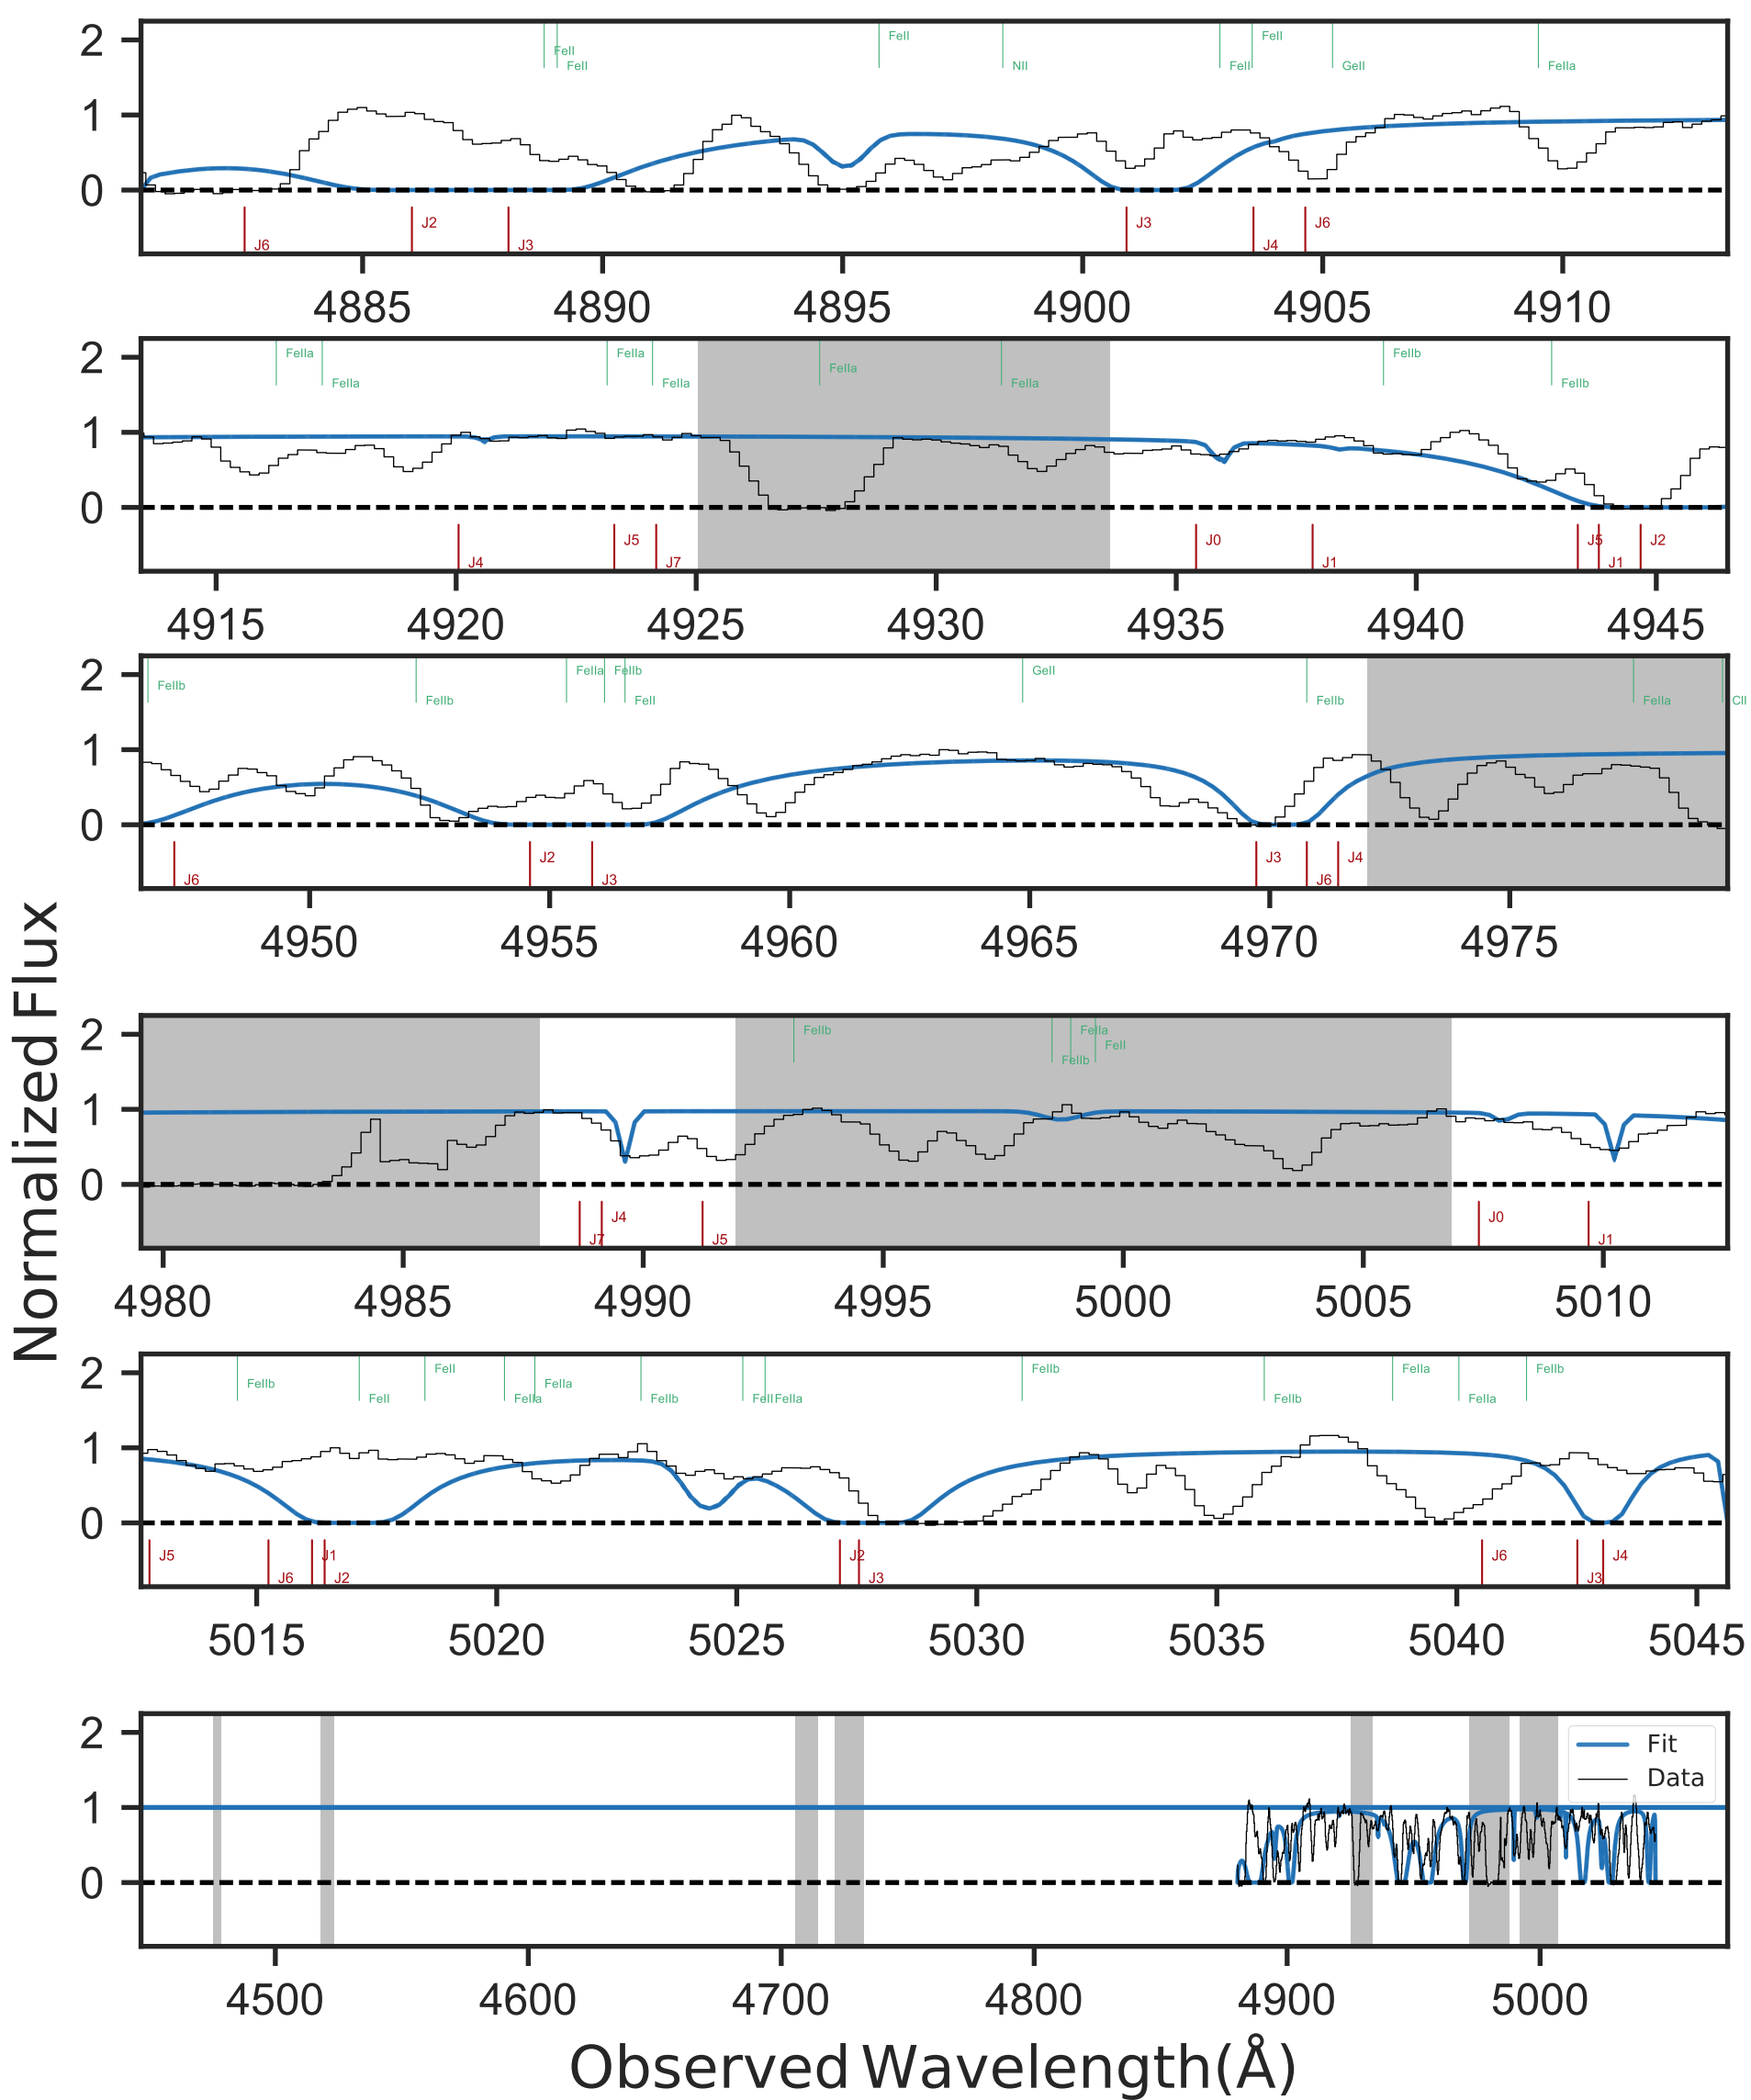 2 FeII FeII FeII
FeII NII FeII GeII FeIIa
1
0
J2 J3 J6
J6 J3 J4
4885 4890 4895 4900 4905 4910
2 FeIIa FeIIa FeIIa FeIIb
FeIIa FeIIa FeIIa FeIIb
1
0
J5 J0 J5 J2
J4 J7 J1 J1
4915 4920 4925 4930 4935 4940 4945
2 FeIIb FeIIa FeIIb GeII
FeIIb FeII FeIIb FeIIa CII
1
0
J2 J3 J4
J6 J3 J6
4950 4955 4960 4965 4970 4975
Normalized Flux
2 FeIIb FeIIa
FeII
FeIIb
1
0
J4 J0
J7 J5 J1
4980 4985 4990 4995 5000 5005 5010
2 FeIIb FeII FeIIa FeIIb FeIIa FeIIb
FeII FeIIa FeIIb FeII FeIIa FeIIb FeIIa
1
0
J5 J1 J2 J6 J4
J6 J2 J3 J3
5015 5020 5025 5030 5035 5040 5045
2
Fit
Data
1
0
4500 4600 4700 4800 4900 5000
Observed Wavelength(Å)